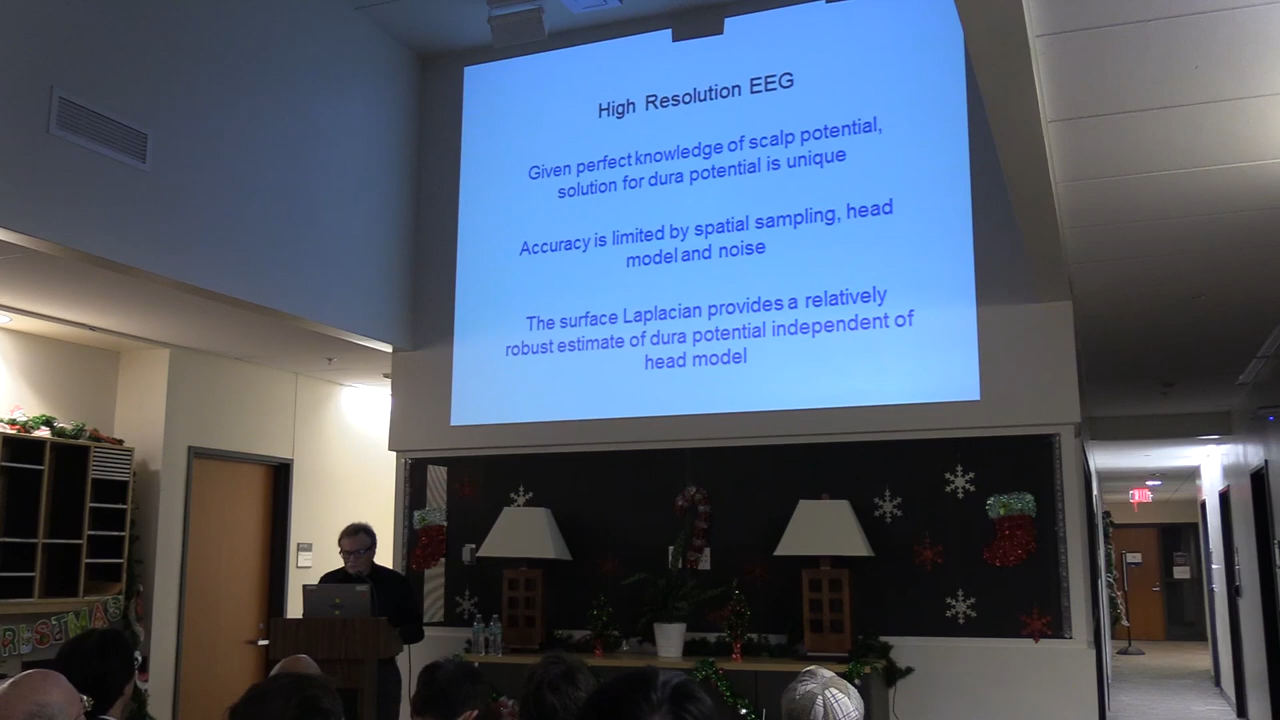 High Resolution EEG
Given perfect knowledge of scalp potential,
solution for dura potential is unique
Accuracy is limited by spatial sampling, head
model and noise
The surface Laplacian provides a relatively
robust estimate of dura potential independent of
head model
RISTMAS
EXIT